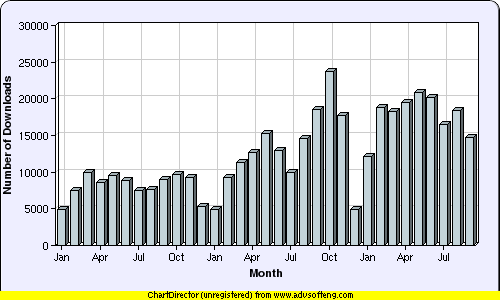 30000
25000
20000
15000
10000
5000
0
Number of Downloads
Jan Apr Jul Oct Jan Apr Jul Oct Jan Apr Jul
Month
ChartDirector (unregistered) from www.advsofteng.com